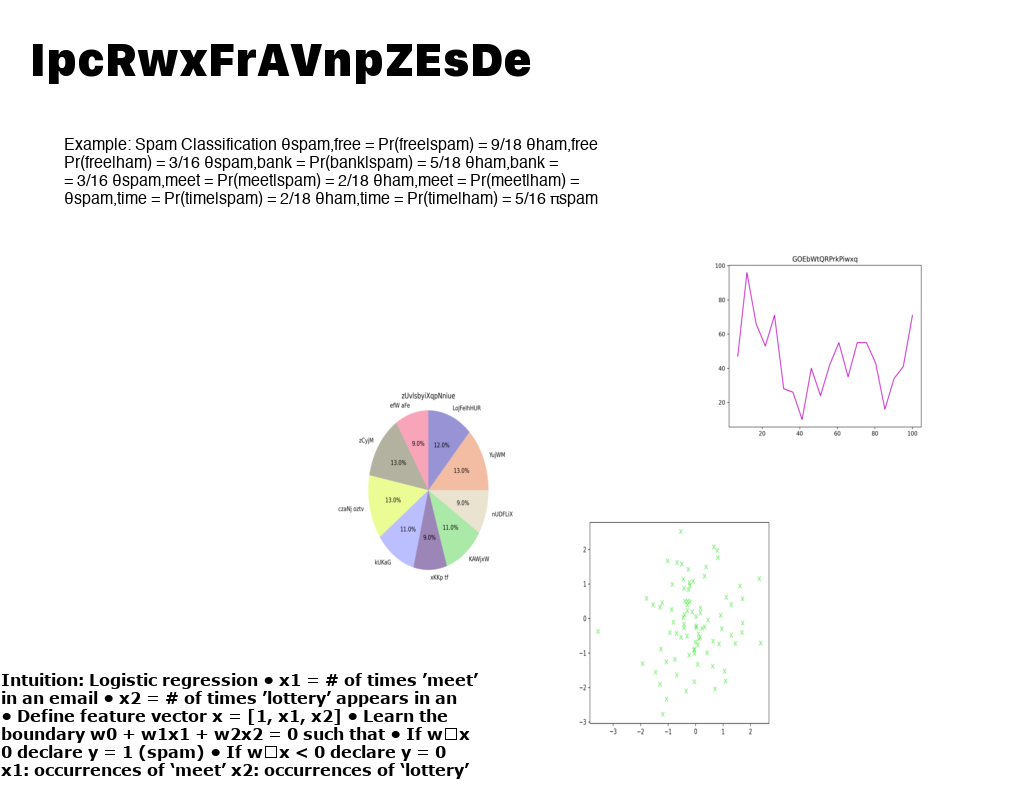 IpcRwxFrAVnpZEsDe
Example: Spam Classification θspam,free = Pr(free|spam) = 9/18 θham,free
Pr(free|ham) = 3/16 θspam,bank = Pr(bank|spam) = 5/18 θham,bank =
= 3/16 θspam,meet = Pr(meet|spam) = 2/18 θham,meet = Pr(meet|ham) =
θspam,time = Pr(time|spam) = 2/18 θham,time = Pr(time|ham) = 5/16 πspam
GOEbWtQRPrkPiwxq
100
80
60
40
20
20 40 60 80 100
zUvlsbyiXqpNniue
efW aFe
LojFeihHUR
zCyjM
YujWM
czaNj oztv
nUDFLiX
kUKaG
KAWjxW
xKKp tf
9.0%
12.0%
13.0%
13.0%
13.0%
9.0%
11.0%
9.0%
11.0%
2
1
0
−1
−2
−3
−3 −2 −1 0 1 2
Intuition: Logistic regression • x1 = # of times ’meet’
in an email • x2 = # of times ’lottery’ appears in an
• Define feature vector x = [1, x1, x2] • Learn the
boundary w0 + w1x1 + w2x2 = 0 such that • If w□x
0 declare y = 1 (spam) • If w□x < 0 declare y = 0
x1: occurrences of ‘meet’ x2: occurrences of ‘lottery’